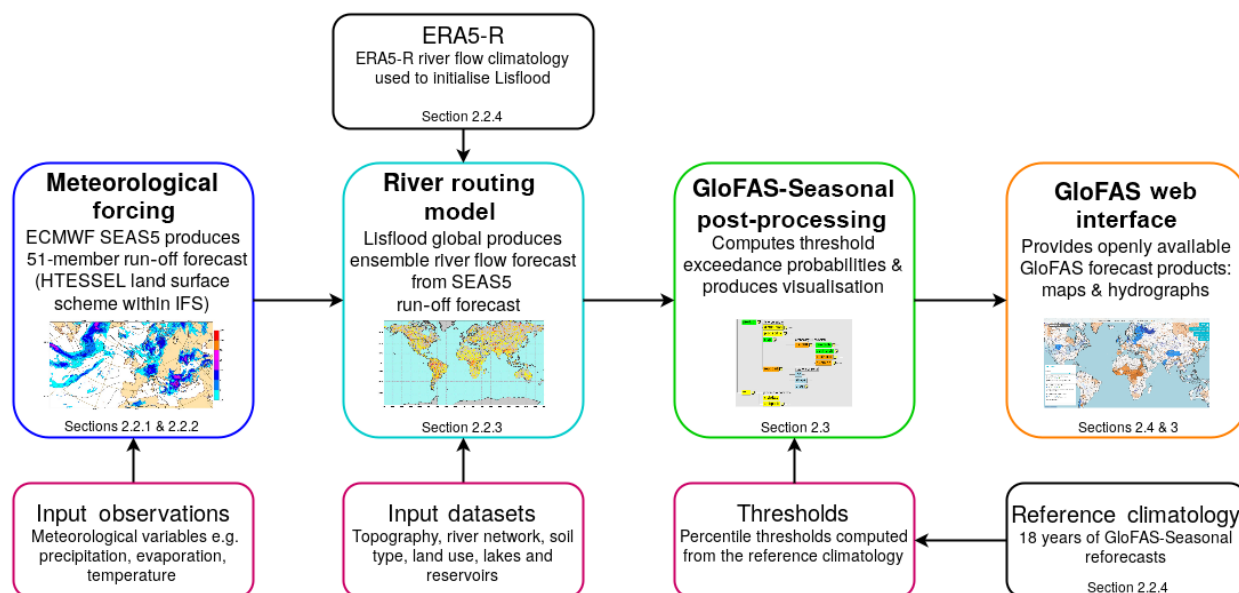 ERA5-R
ERA5-R river flow climatology
used to initialise Lisflood
Section 2.2.4
Meteorological
forcing
ECMWF SEAS5 produces
51-member run-off forecast
(HTESSEL land surface
scheme within IFS)
Sections 2.2.1 & 2.2.2
River routing
model
Lisflood global produces
ensemble river flow forecast
from SEAS5
run-off forecast
Section 2.2.3
GloFAS-Seasonal
post-processing
Computes threshold
exceedance probabilities &
produces visualisation
Section 2.3
GloFAS web
interface
Provides openly available
GloFAS forecast products:
maps & hydrographs
Sections 2.4 & 3
Input observations
Meteorological variables e.g.
precipitation, evaporation,
temperature
Input datasets
Topography, river network, soil
type, land use, lakes and
reservoirs
Thresholds
Percentile thresholds computed
from the reference climatology
Reference climatology
18 years of GloFAS-Seasonal
reforecasts
Section 2.2.4